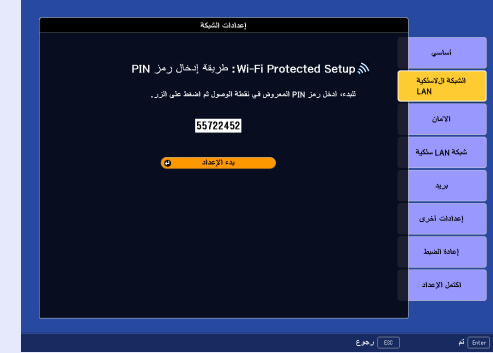 إعدادات الشبكة
Wi-Fi Protected Setup : طريقة إدخال رمز PIN
للبدء، ادخل رمز PIN المعروض في نقطة الوصول ثم اضغط على الزر.
55722452
بدء الإعداد
أساسي
الشبكة اللاسلكية
LAN
الأمان
شبكة LAN سلكية
بريد
إعدادات أخرى
إعادة الضبط
اكتمل الإعداد
Esc رجوع
Enter تم